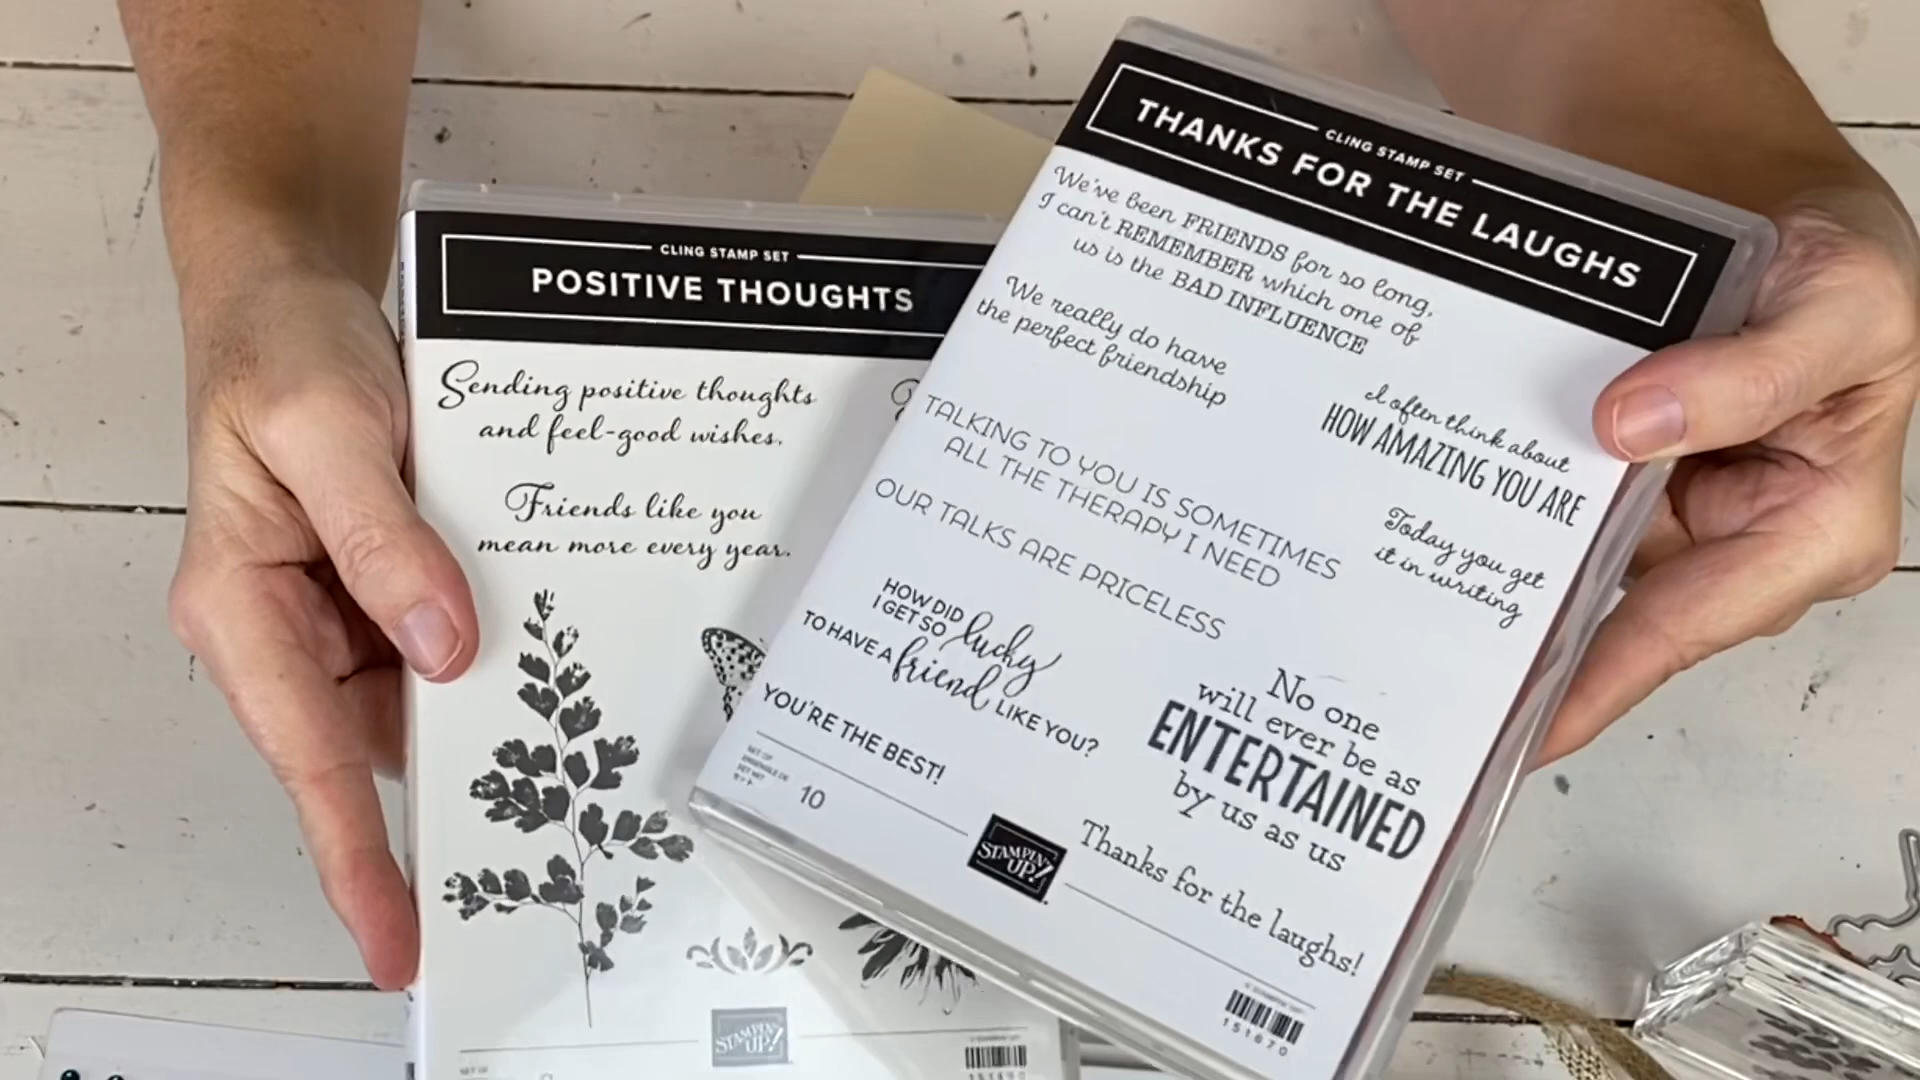 CLING STAMP SET
POSITIVE THOUGHTS
Sending positive thoughts
and feel-good wishes.
Friends like you
mean more every year.
STAMPIN'
UP!
CLING STAMP SET
THANKS FOR THE LAUGHS
We've been FRIENDS for so long,
I can't REMEMBER which one of
us is the BAD INFLUENCE
We really do have
the perfect friendship
I often think about
HOW AMAZING YOU ARE
TALKING TO YOU IS SOMETIMES
ALL THE THERAPY I NEED
Today you get
it in writing
OUR TALKS ARE PRICELESS
HOW DID
I GET SO lucky
TO HAVE A friend LIKE YOU?
No one
will ever be as
ENTERTAINED
by us as us
YOU'RE THE BEST!
SET OF
10
STAMPIN'
UP!
Thanks for the laughs!
151670